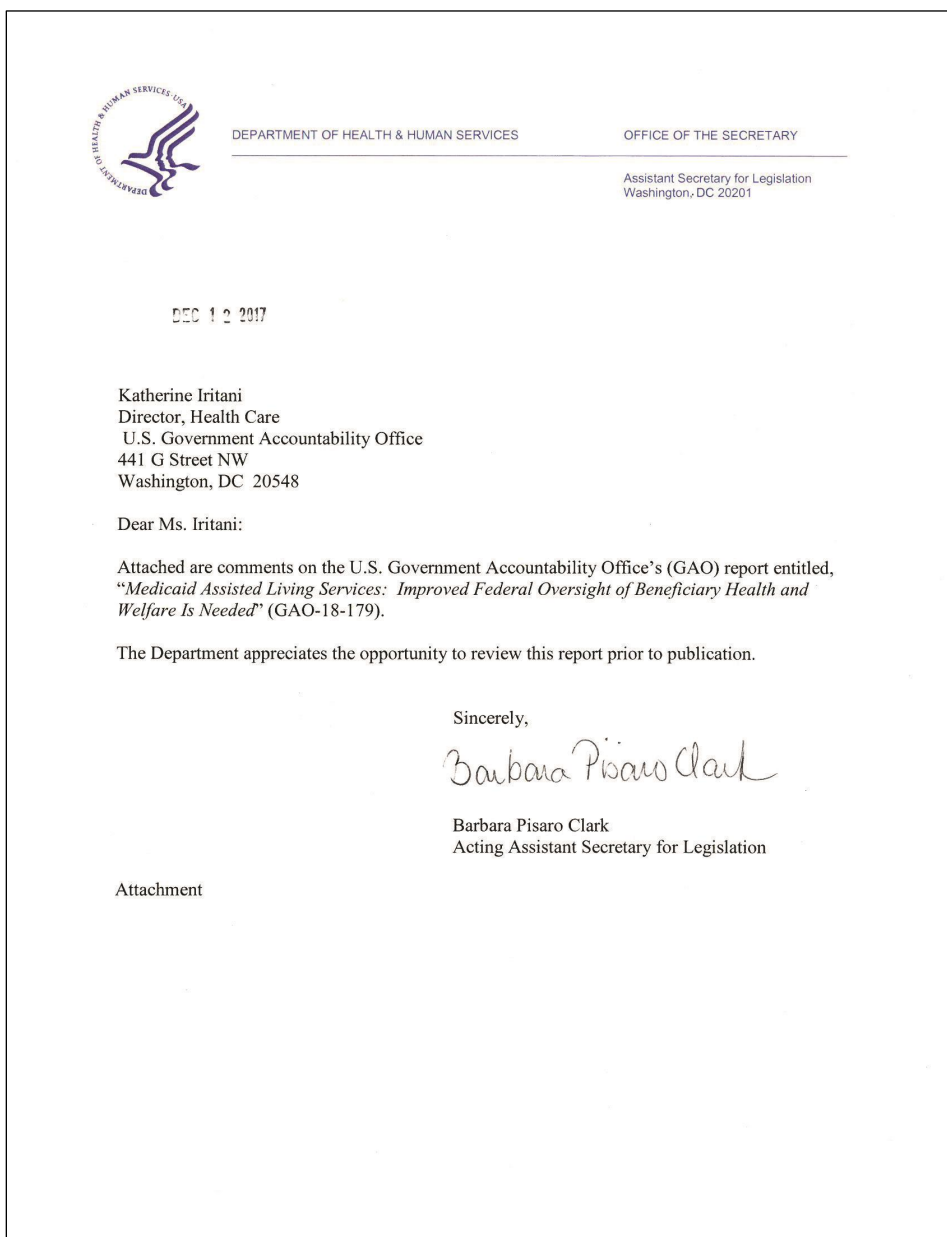 DEPARTMENT OF HEALTH & HUMAN SERVICES · USA
DEPARTMENT OF HEALTH & HUMAN SERVICES
OFFICE OF THE SECRETARY
Assistant Secretary for Legislation
Washington, DC 20201
DEC 12 2017
Katherine Iritani
Director, Health Care
U.S. Government Accountability Office
441 G Street NW
Washington, DC 20548
Dear Ms. Iritani:
Attached are comments on the U.S. Government Accountability Office's (GAO) report entitled,
“Medicaid Assisted Living Services: Improved Federal Oversight of Beneficiary Health and
Welfare Is Needed” (GAO-18-179).
The Department appreciates the opportunity to review this report prior to publication.
Sincerely,
Barbara Pisaro Clark
Barbara Pisaro Clark
Acting Assistant Secretary for Legislation
Attachment